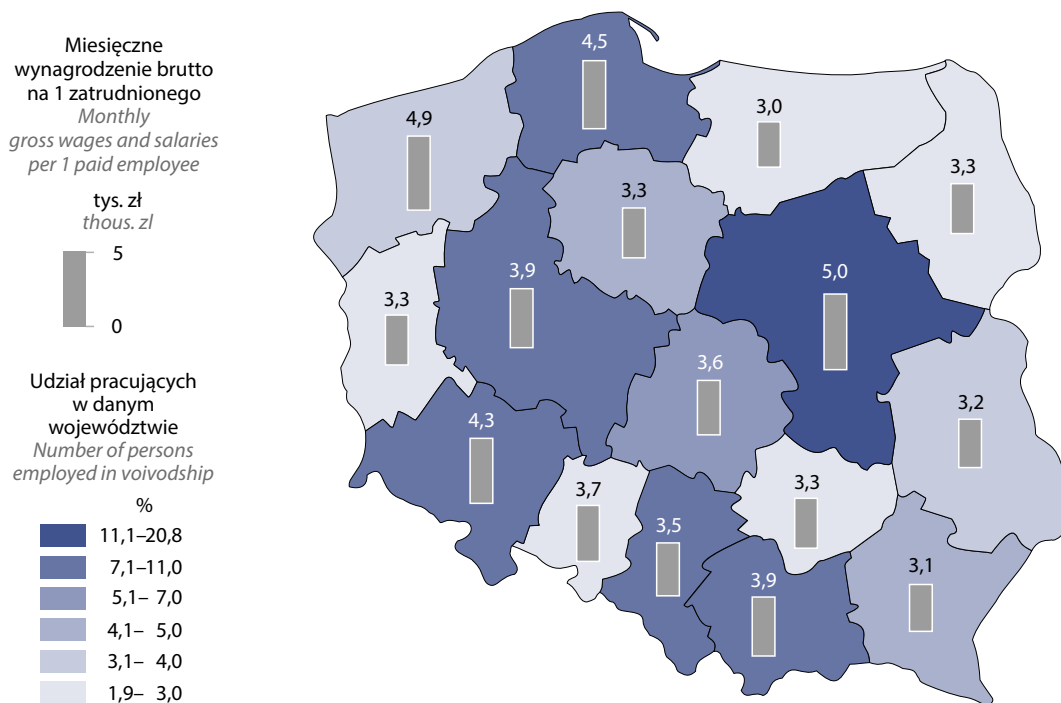 Miesięczne
wynagrodzenie brutto
na 1 zatrudnionego
Monthly
gross wages and salaries
per 1 paid employee
tys. zł
thous. zl
5
0
Udział pracujących
w danym
województwie
Number of persons
employed in voivodship
%
11,1–20,8
7,1–11,0
5,1– 7,0
4,1– 5,0
3,1– 4,0
1,9– 3,0
4,5
4,9
3,0
3,3
3,3
3,9
5,0
3,3
3,6
3,2
4,3
3,7
3,5
3,3
3,9
3,1